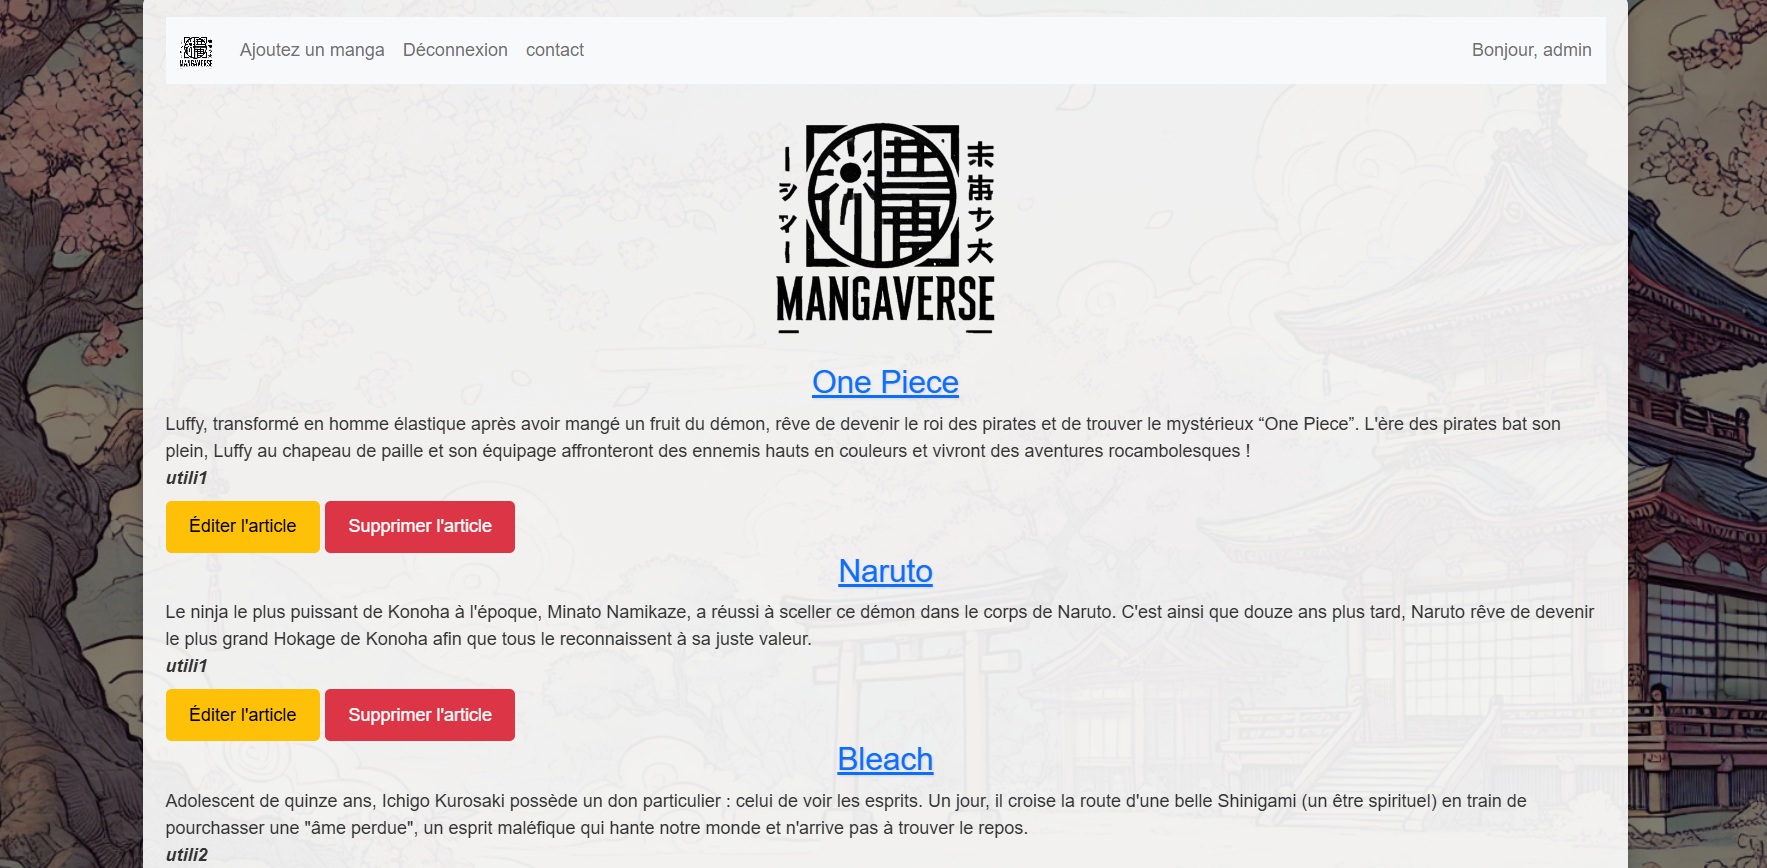 MANGAVERSE
Ajoutez un manga
Déconnexion
contact
Bonjour, admin
MANGAVERSE
One Piece
Luffy, transformé en homme élastique après avoir mangé un fruit du démon, rêve de devenir le roi des pirates et de trouver le mystérieux “One Piece”. L'ère des pirates bat son
plein, Luffy au chapeau de paille et son équipage affronteront des ennemis hauts en couleurs et vivront des aventures rocambolesques !
utili1
Éditer l'article
Supprimer l'article
Naruto
Le ninja le plus puissant de Konoha à l'époque, Minato Namikaze, a réussi à sceller ce démon dans le corps de Naruto. C'est ainsi que douze ans plus tard, Naruto rêve de devenir
le plus grand Hokage de Konoha afin que tous le reconnaissent à sa juste valeur.
utili1
Éditer l'article
Supprimer l'article
Bleach
Adolescent de quinze ans, Ichigo Kurosaki possède un don particulier : celui de voir les esprits. Un jour, il croise la route d'une belle Shinigami (un être spirituel) en train de
pourchasser une "âme perdue", un esprit maléfique qui hante notre monde et n'arrive pas à trouver le repos.
utili2